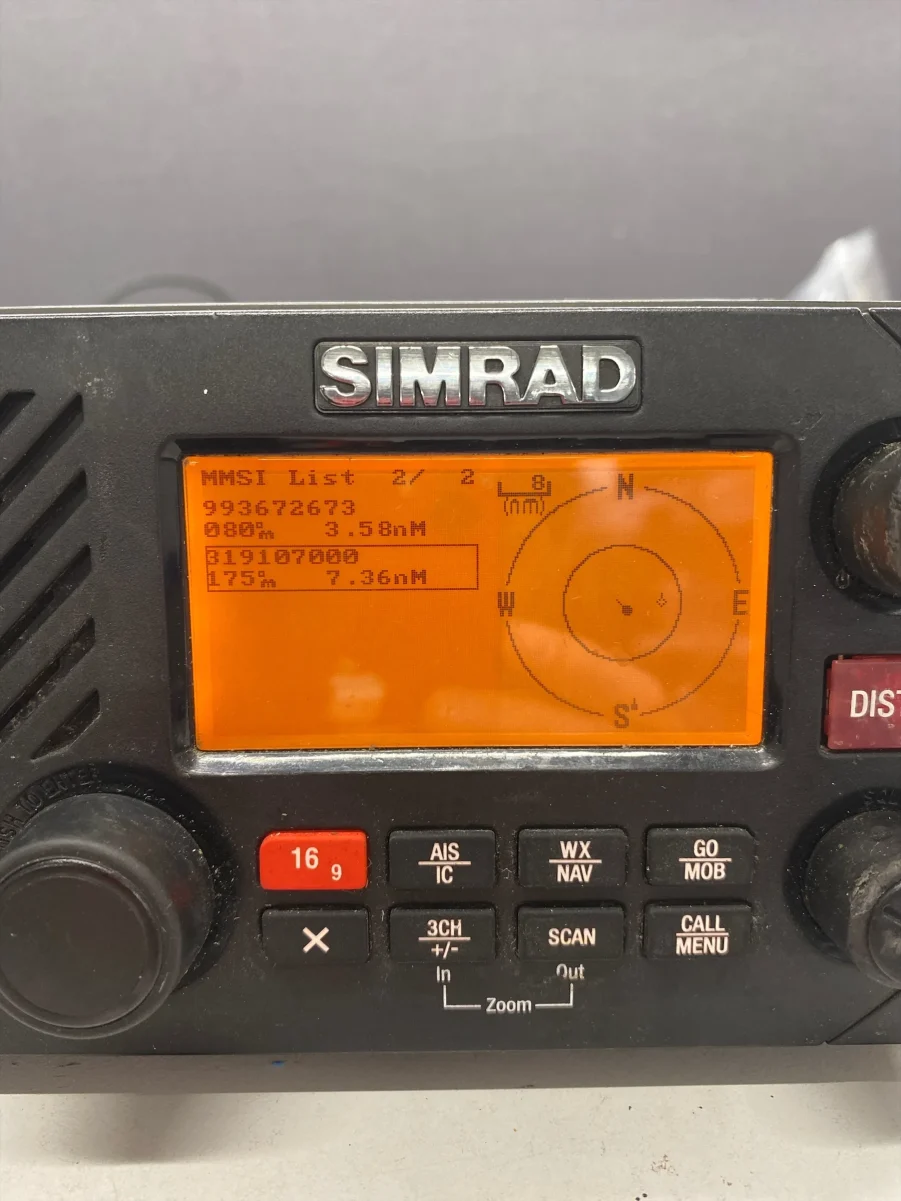 SIMRAD
MMSI List 2/ 2
993672673
080°m 3.58nM
319107000
175°m 7.36nM
8
(nm)
N
W
E
S
DIS
16 9
AIS
IC
WX
NAV
GO
MOB
X
3CH
+/-
SCAN
CALL
MENU
In
Out
Zoom